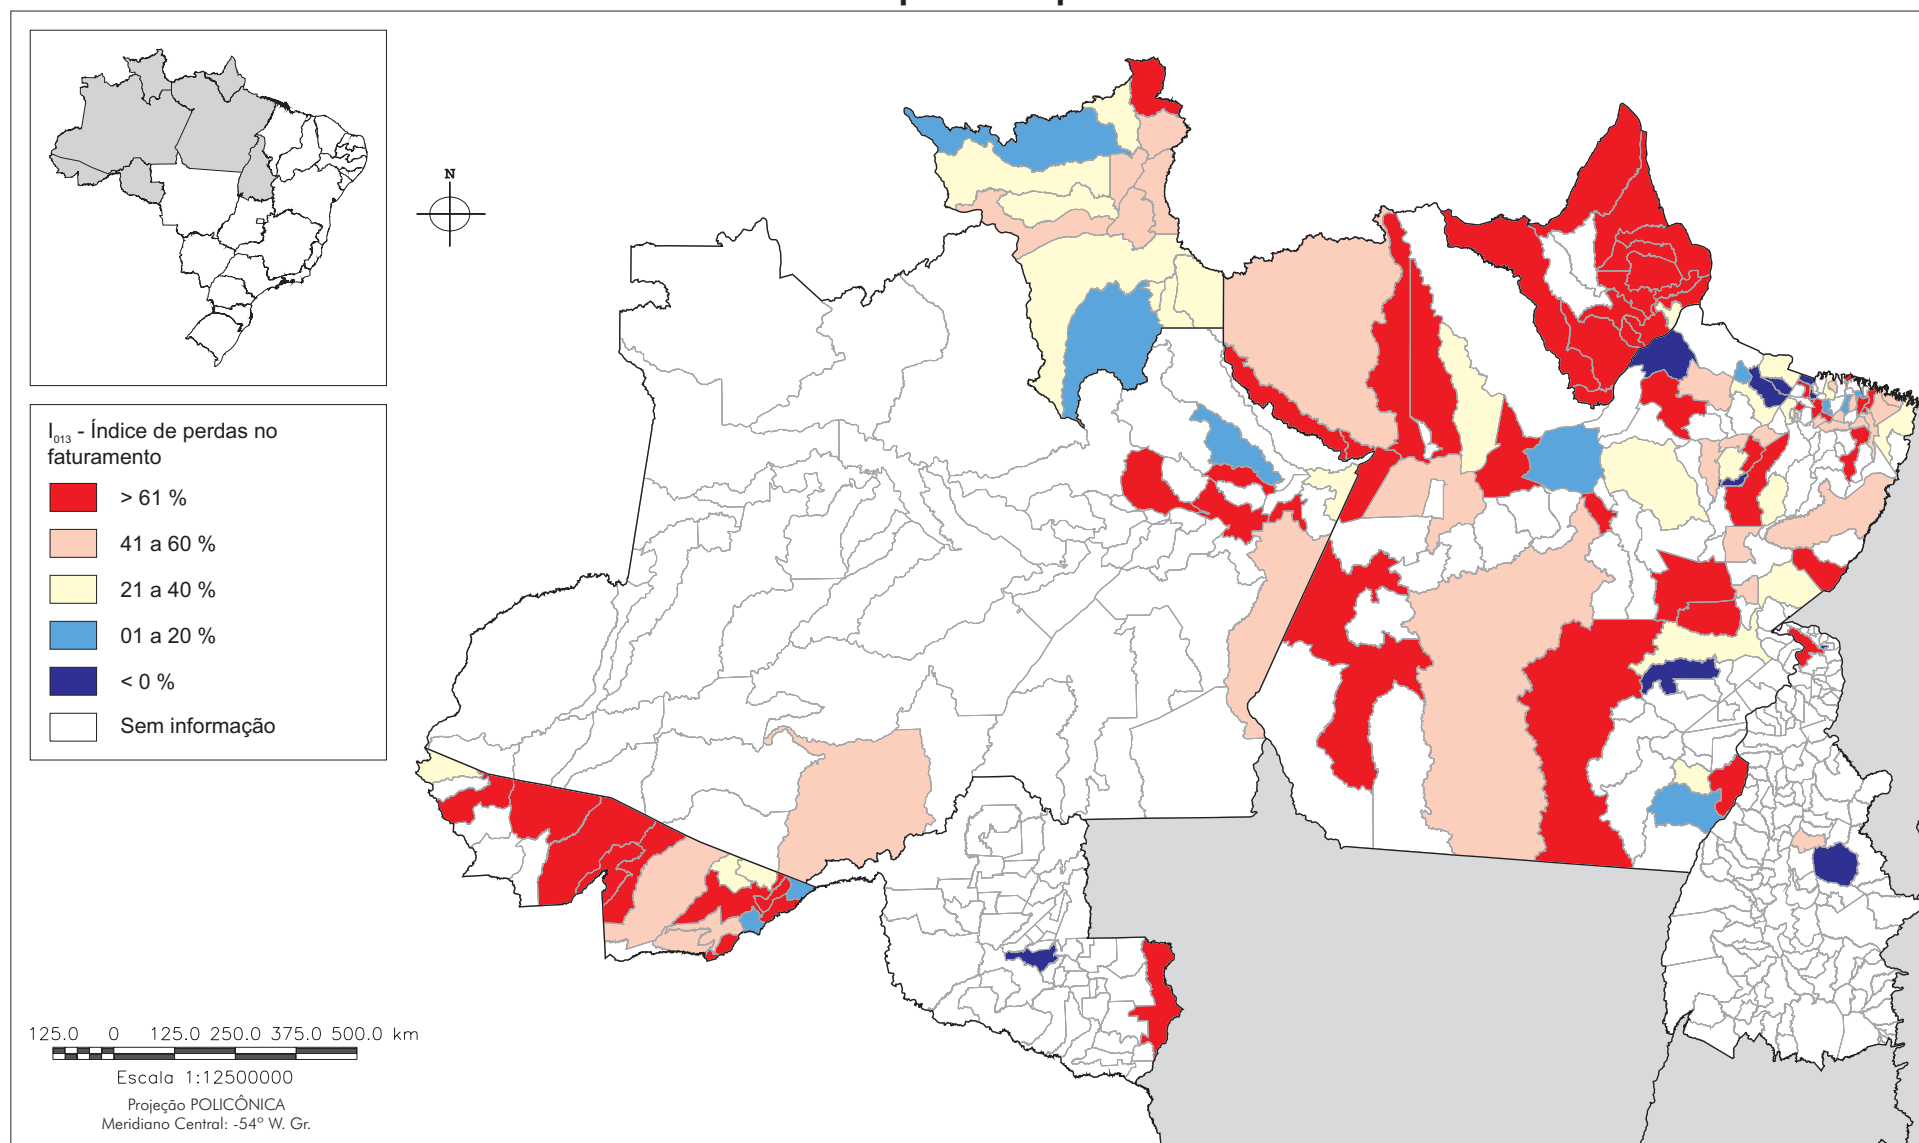 N
I013 - Índice de perdas no
faturamento
> 61 %
41 a 60 %
21 a 40 %
01 a 20 %
< 0 %
Sem informação
125.0 0 125.0 250.0 375.0 500.0 km
Escala 1:12500000
Projeção POLICÔNICA
Meridiano Central: -54º W. Gr.